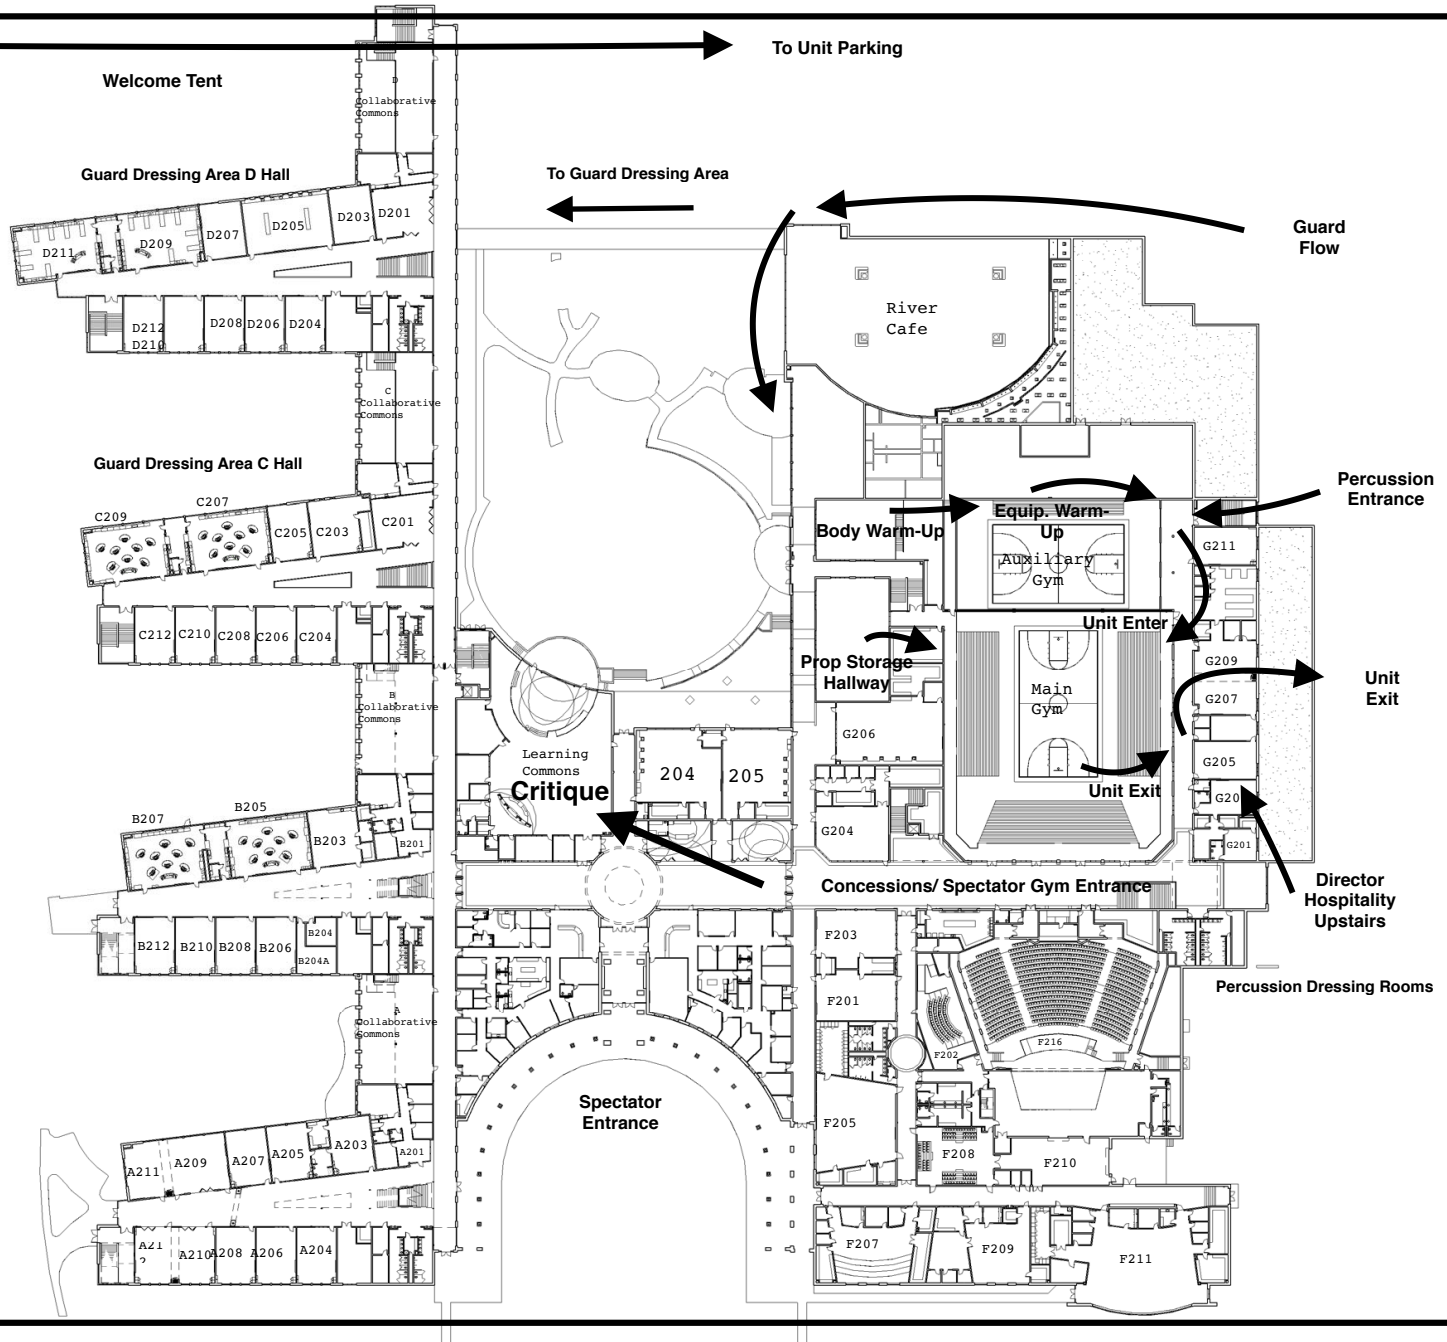 To Unit Parking
Welcome Tent
D
Collaborative
Commons
Guard Dressing Area D Hall
To Guard Dressing Area
Guard
Flow
D211
D209
D207
D205
D203
D201
D212
D210
D208
D206
D204
River
Cafe
C
Collaborative
Commons
Guard Dressing Area C Hall
C209
C207
C205
C203
C201
Percussion
Entrance
Body Warm-Up
Equip. Warm-
Up
Auxillary
Gym
G211
C212
C210
C208
C206
C204
Unit Enter
Prop Storage
Hallway
G209
G207
Main
Gym
Unit
Exit
B
Collaborative
Commons
G206
Learning
Commons
Critique
204
205
G205
Unit Exit
G20
B207
B205
B203
B201
G204
G201
Concessions/ Spectator Gym Entrance
Director
Hospitality
Upstairs
B212
B210
B208
B206
B204
B204A
F203
F201
Percussion Dressing Rooms
A
Collaborative
Commons
F202
F216
Spectator
Entrance
F205
F208
F210
A211
A209
A207
A205
A203
A201
A21
2
A210
A208
A206
A204
F207
F209
F211